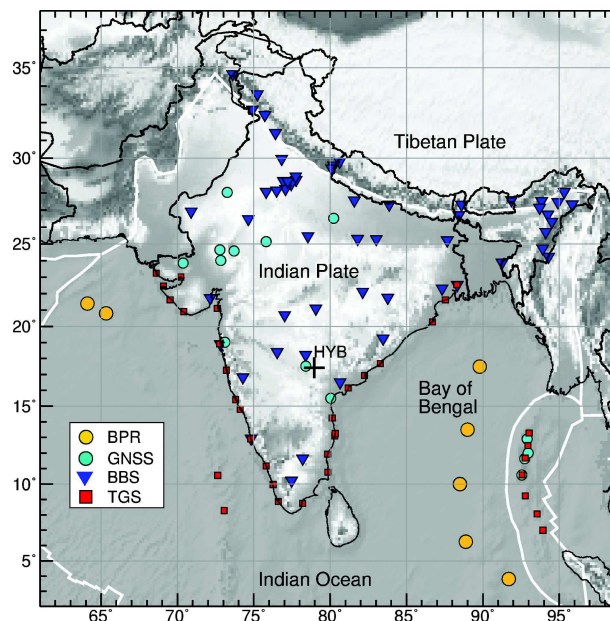 35°
30°
25°
20°
15°
10°
5°
Tibetan Plate
Indian Plate
HYB
Bay of
Bengal
BPR
GNSS
BBS
TGS
Indian Ocean
65°
70°
75°
80°
85°
90°
95°